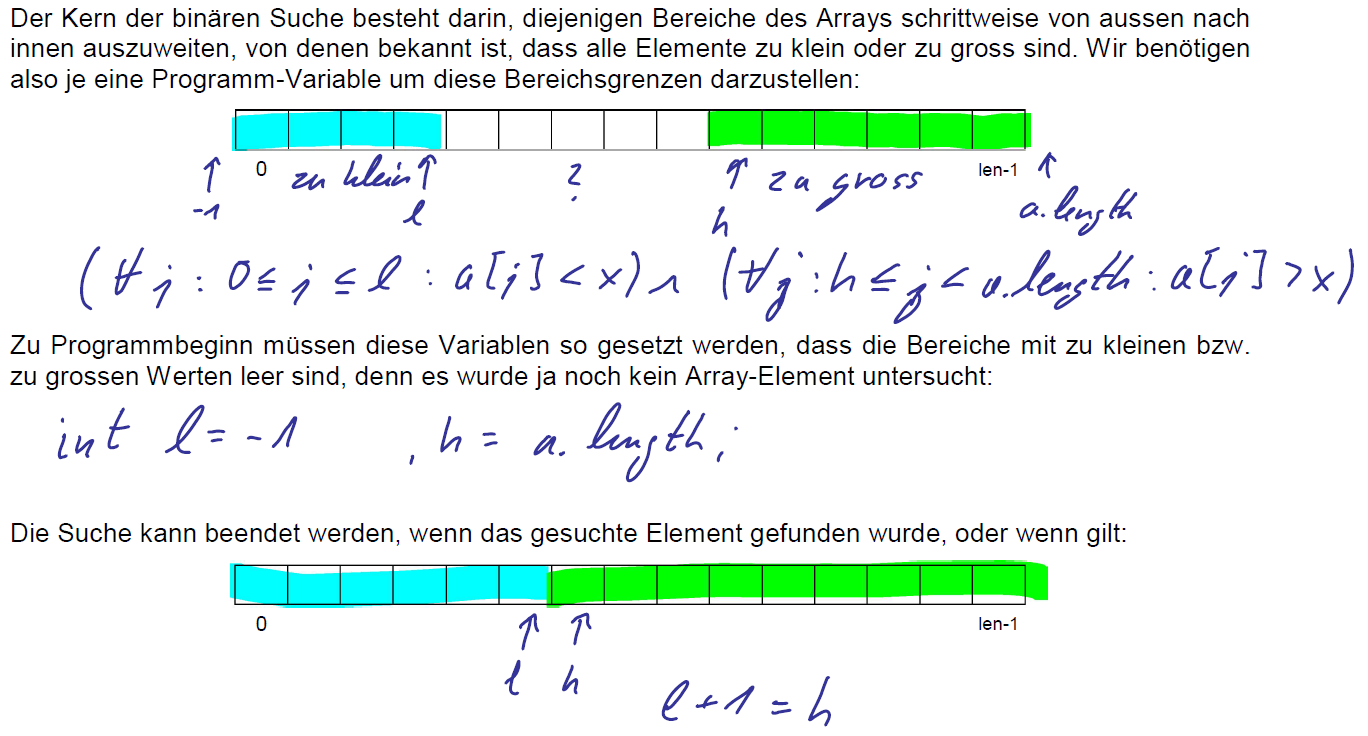 Der Kern der binären Suche besteht darin, diejenigen Bereiche des Arrays schrittweise von aussen nach
innen auszuweiten, von denen bekannt ist, dass alle Elemente zu klein oder zu gross sind. Wir benötigen
also je eine Programm-Variable um diese Bereichsgrenzen darzustellen:
↑ 0 zu klein ↑ ? ↑ zu gross len-1 ↑
-1 l h a.length
(∀j : 0≤j≤l : a[j]<x)∧ (∀j:h≤j<a.length:a[j]>x)
Zu Programmbeginn müssen diese Variablen so gesetzt werden, dass die Bereiche mit zu kleinen bzw.
zu grossen Werten leer sind, denn es wurde ja noch kein Array-Element untersucht:
int l = -1 , h = a.length;
Die Suche kann beendet werden, wenn das gesuchte Element gefunden wurde, oder wenn gilt:
0 ↑ ↑ len-1
l h l+1=h